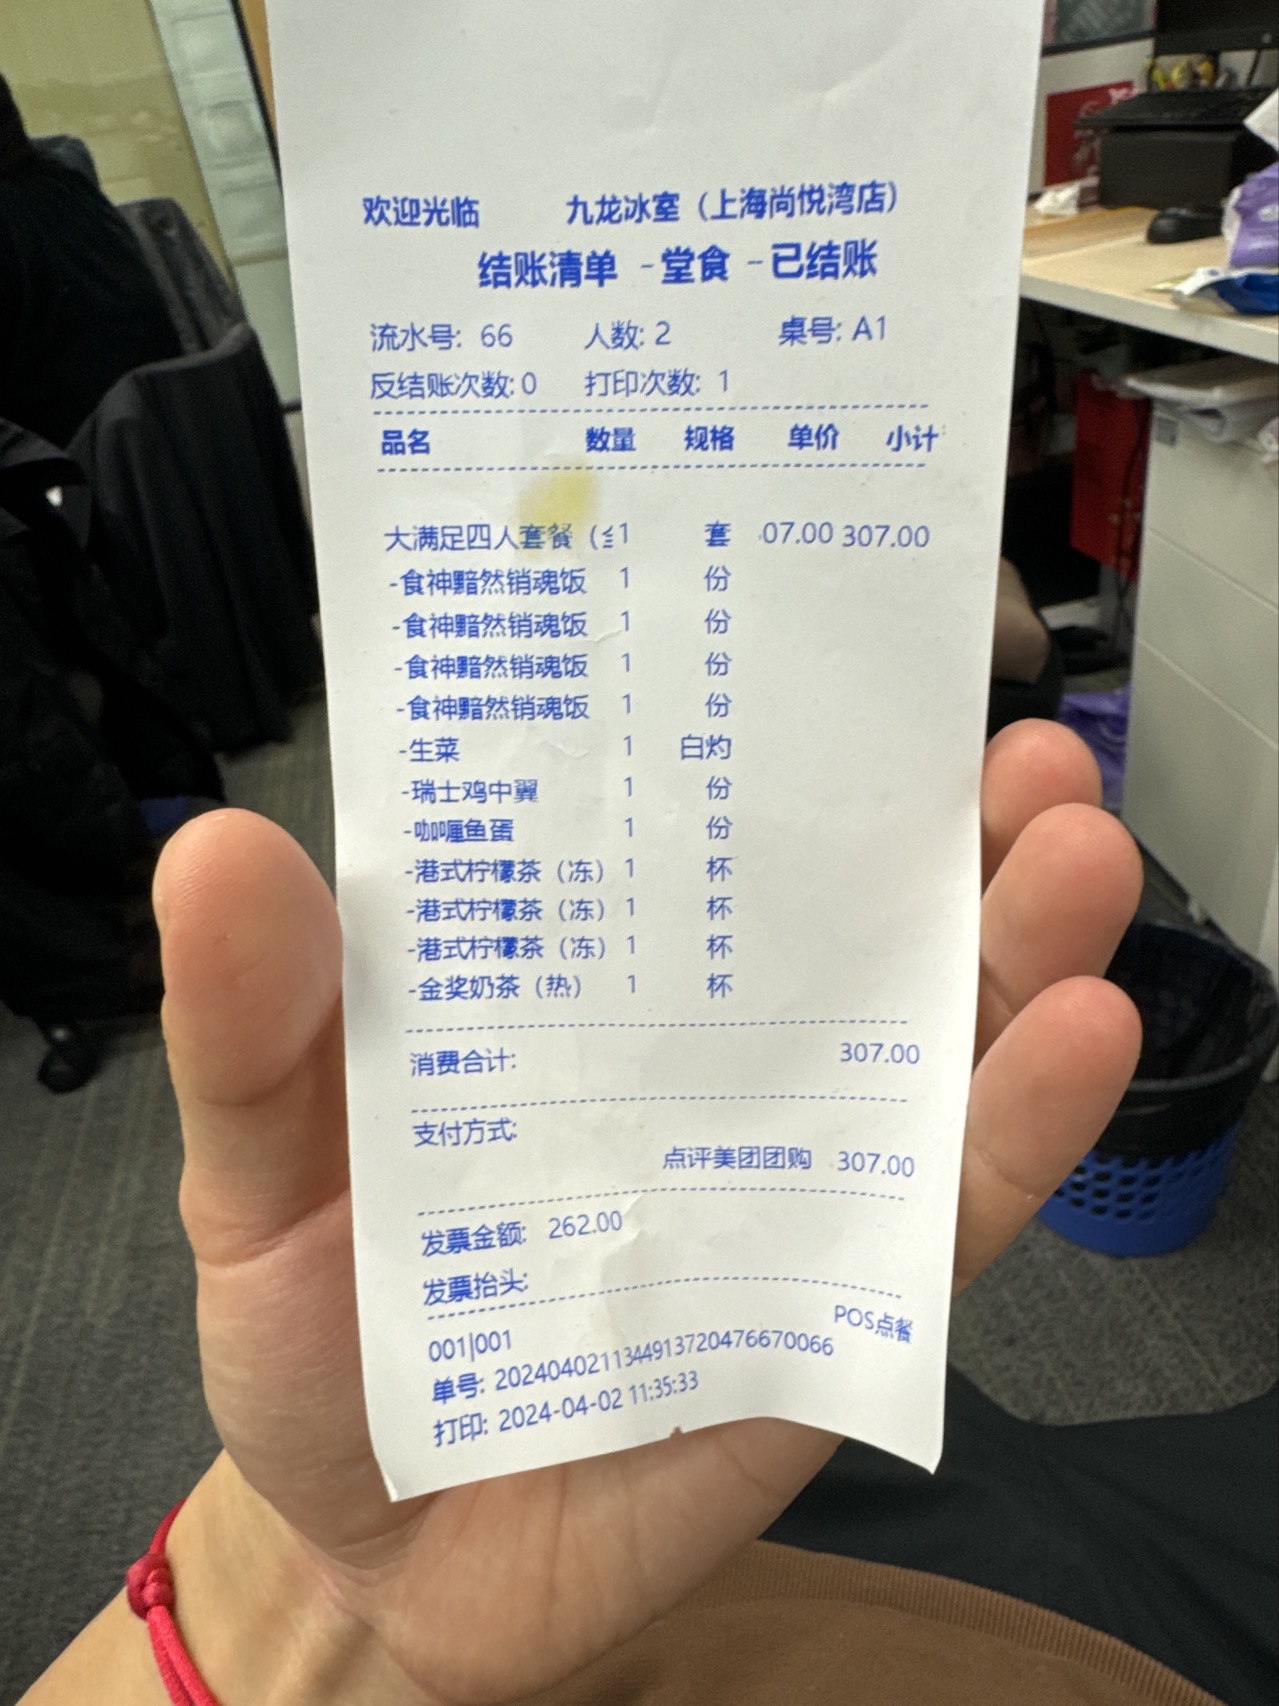 欢迎光临 九龙冰室（上海尚悦湾店）
结账清单 -堂食 -已结账
流水号: 66 人数: 2 桌号: A1
反结账次数: 0 打印次数: 1
品名 数量 规格 单价 小计
大满足四人套餐（ 1 套 07.00 307.00
-食神黯然销魂饭 1 份
-食神黯然销魂饭 1 份
-食神黯然销魂饭 1 份
-食神黯然销魂饭 1 份
-生菜 1 白灼
-瑞士鸡中翼 1 份
-咖喱鱼蛋 1 份
-港式柠檬茶（冻） 1 杯
-港式柠檬茶（冻） 1 杯
-港式柠檬茶（冻） 1 杯
-金奖奶茶（热） 1 杯
消费合计: 307.00
支付方式:
点评美团团购 307.00
发票金额: 262.00
发票抬头:
001|001 POS点餐
单号: 20240402113449137204766700​66
打印: 2024-04-02 11:35:33